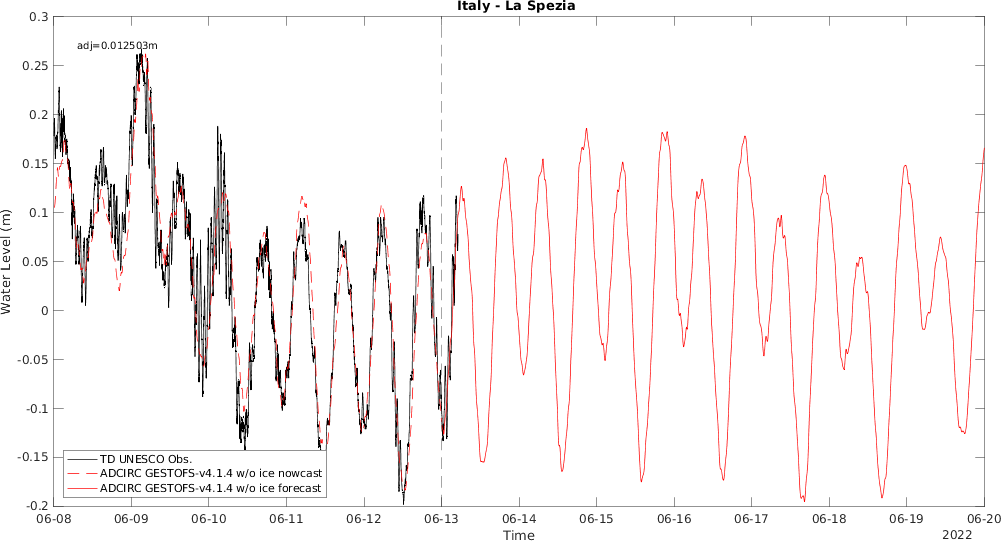 Italy - La Spezia
adj=0.012503m
Water Level (m)
0.3
0.25
0.2
0.15
0.1
0.05
0
-0.05
-0.1
-0.15
-0.2
TD UNESCO Obs.
ADCIRC GESTOFS-v4.1.4 w/o ice nowcast
ADCIRC GESTOFS-v4.1.4 w/o ice forecast
06-08 06-09 06-10 06-11 06-12 06-13 06-14 06-15 06-16 06-17 06-18 06-19 06-20
Time
2022